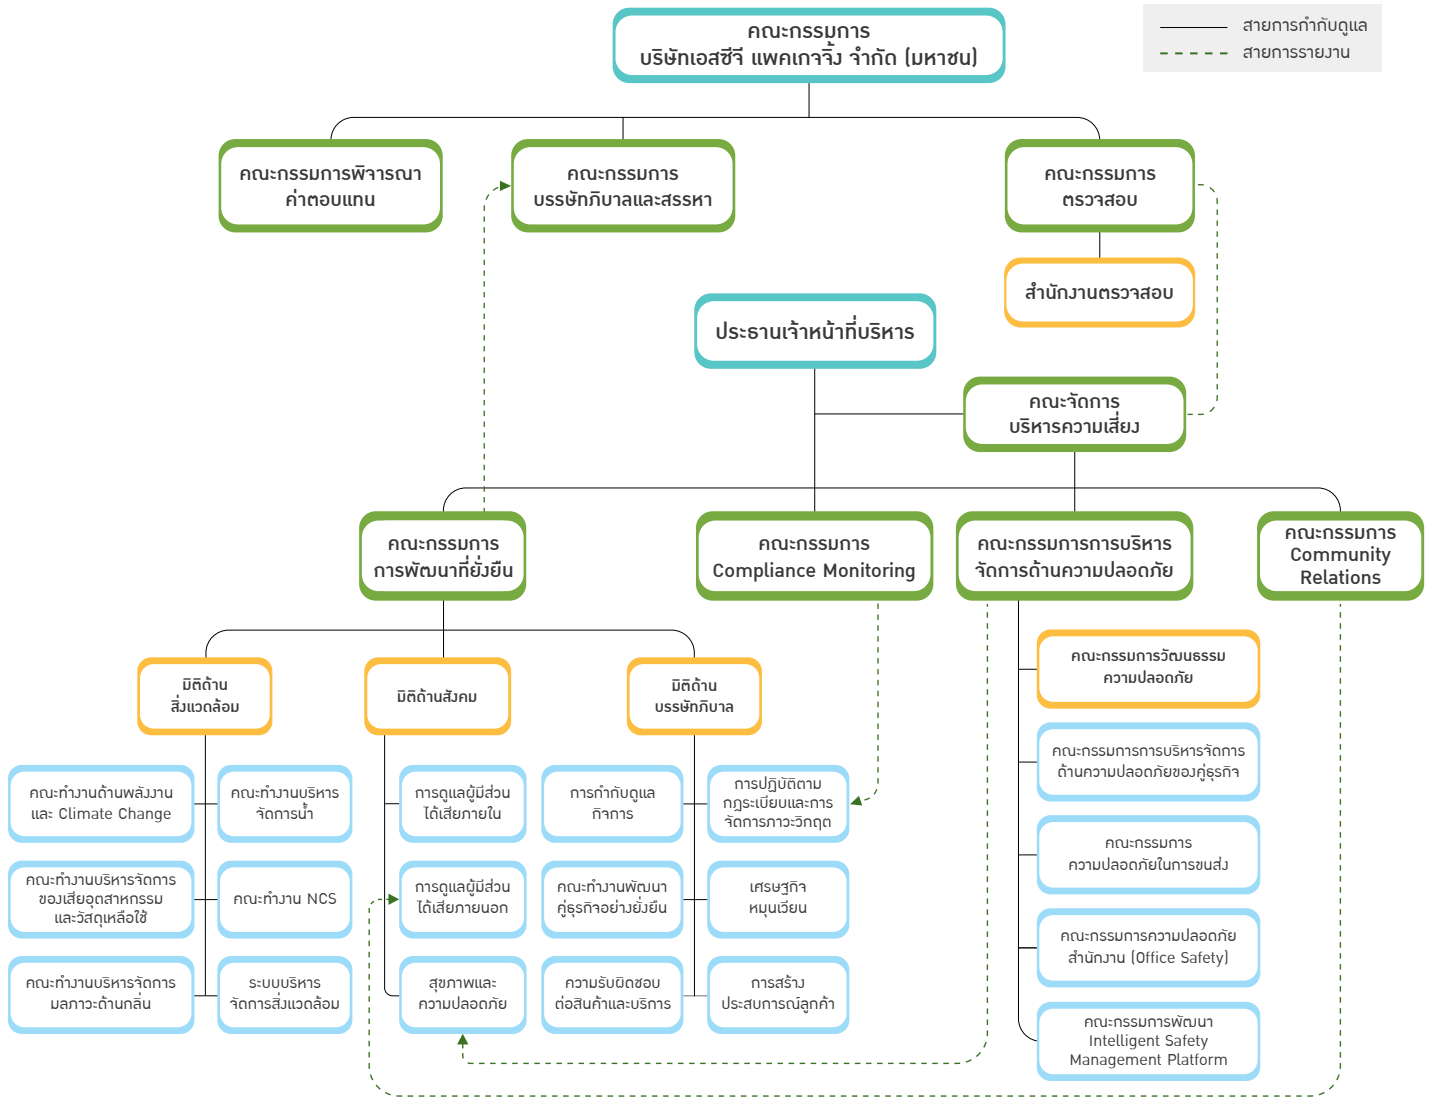 คณะกรรมการ
บริษัทเอสซีจี แพคเกจจิ้ง จำกัด (มหาชน)
สายการกำกับดูแล
สายการรายงาน
คณะกรรมการพิจารณา
ค่าตอบแทน
คณะกรรมการ
บรรษัทภิบาลและสรรหา
คณะกรรมการ
ตรวจสอบ
สำนักงานตรวจสอบ
ประธานเจ้าหน้าที่บริหาร
คณะจัดการ
บริหารความเสี่ยง
คณะกรรมการ
การพัฒนาที่ยั่งยืน
คณะกรรมการ
Compliance Monitoring
คณะกรรมการการบริหาร
จัดการด้านความปลอดภัย
คณะกรรมการ
Community
Relations
มิติด้าน
สิ่งแวดล้อม
มิติด้านสังคม
มิติด้าน
บรรษัทภิบาล
คณะทำงานด้านพลังงาน
และ Climate Change
คณะทำงานบริหาร
จัดการน้ำ
คณะทำงานบริหารจัดการ
ของเสียอุตสาหกรรม
และวัสดุเหลือใช้
คณะทำงาน NCS
คณะทำงานบริหารจัดการ
มลภาวะด้านกลิ่น
ระบบบริหาร
จัดการสิ่งแวดล้อม
การดูแลผู้มีส่วน
ได้เสียภายใน
การดูแลผู้มีส่วน
ได้เสียภายนอก
สุขภาพและ
ความปลอดภัย
การกำกับดูแล
กิจการ
การปฏิบัติตาม
กฎระเบียบและการ
จัดการภาวะวิกฤต
คณะทำงานพัฒนา
คู่ธุรกิจอย่างยั่งยืน
เศรษฐกิจ
หมุนเวียน
ความรับผิดชอบ
ต่อสินค้าและบริการ
การสร้าง
ประสบการณ์ลูกค้า
คณะกรรมการวัฒนธรรม
ความปลอดภัย
คณะกรรมการการบริหารจัดการ
ด้านความปลอดภัยของคู่ธุรกิจ
คณะกรรมการ
ความปลอดภัยในการขนส่ง
คณะกรรมการความปลอดภัย
สำนักงาน (Office Safety)
คณะกรรมการพัฒนา
Intelligent Safety
Management Platform